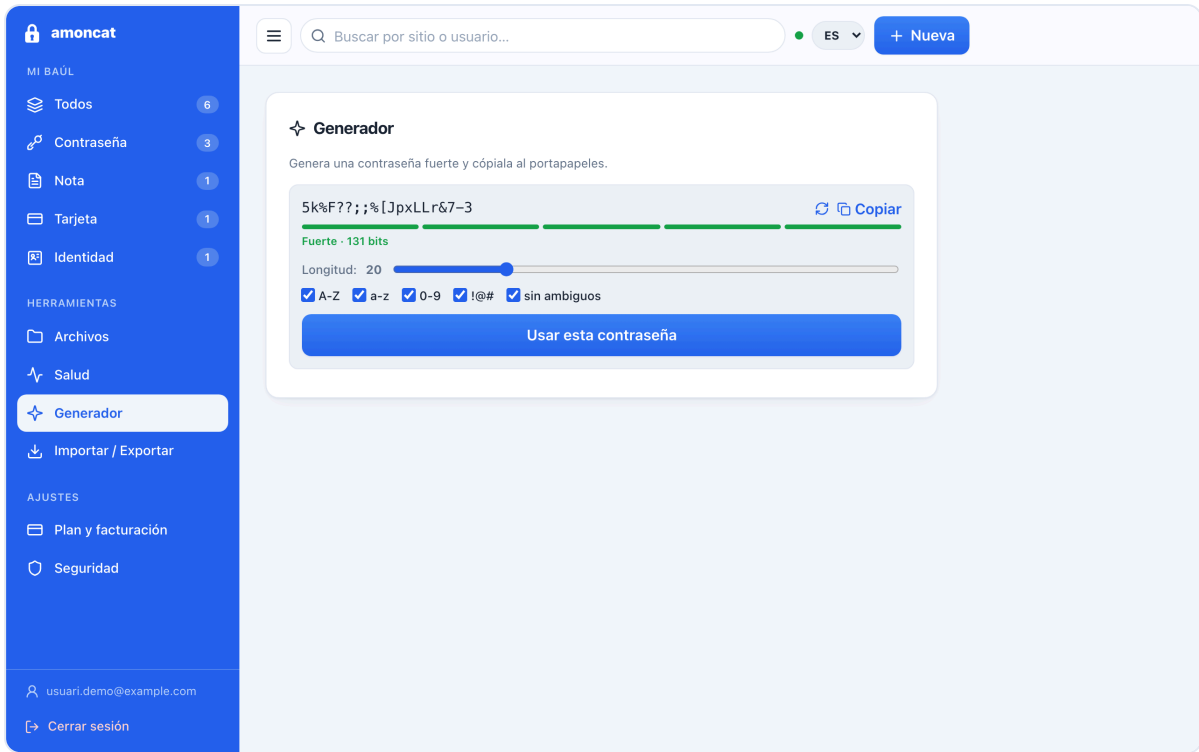 amoncat
MI BAÚL
Todos 6
Contraseña 3
Nota 1
Tarjeta 1
Identidad 1
HERRAMIENTAS
Archivos
Salud
Generador
Importar / Exportar
AJUSTES
Plan y facturación
Seguridad
usuari.demo@example.com
Cerrar sesión
Buscar por sitio o usuario...
ES
+ Nueva
Generador
Genera una contraseña fuerte y cópiala al portapapeles.
5k%F??;;%[JpxLLr&7-3
Copiar
Fuerte · 131 bits
Longitud: 20
A-Z a-z 0-9 !@# sin ambiguos
Usar esta contraseña